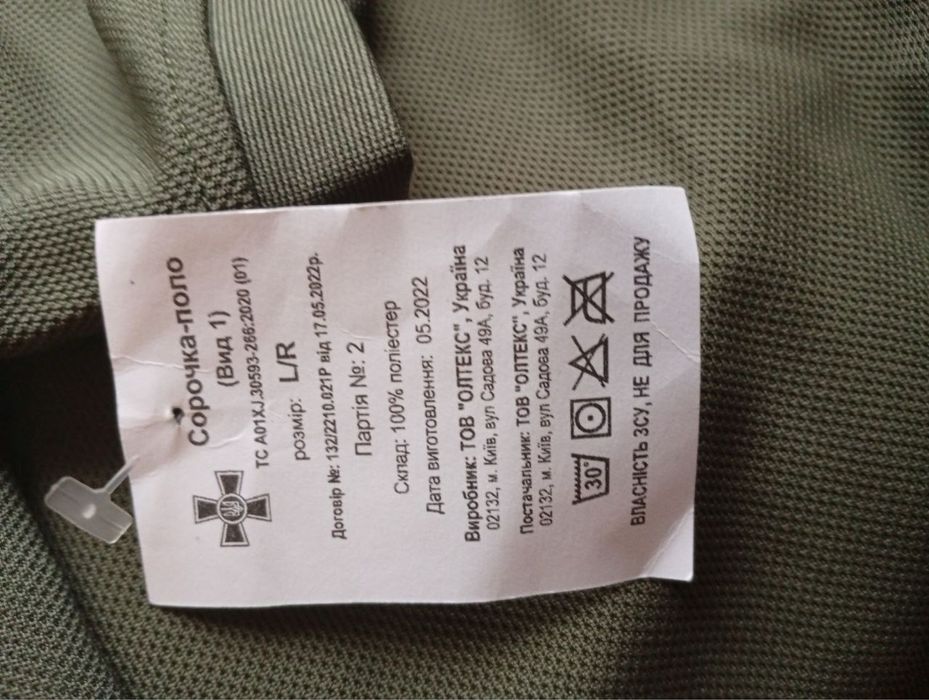 Сорочка-поло
(Вид 1)
ТС А01XJ.30593-266:2020 (01)
розмір: L/R
Договір №: 132/2210.021Р від 17.05.2022р.
Партія №: 2
Склад: 100% поліестер
Дата виготовлення: 05.2022
Виробник: ТОВ "ОЛТЕКС", Україна
02132, м. Київ, вул Садова 49А, буд. 12
Постачальник: ТОВ "ОЛТЕКС", Україна
02132, м. Київ, вул Садова 49А, буд. 12
30°
ВЛАСНІСТЬ ЗСУ, НЕ ДЛЯ ПРОДАЖУ